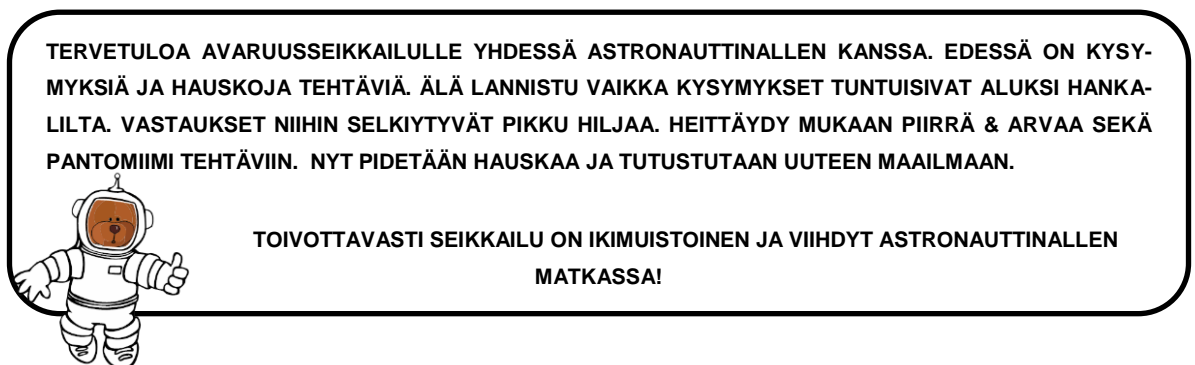 TERVETULOA AVARUUSSEIKKAILULLE YHDESSÄ ASTRONAUTTINALLEN KANSSA. EDESSÄ ON KYSY-
MYKSIÄ JA HAUSKOJA TEHTÄVIÄ. ÄLÄ LANNISTU VAIKKA KYSYMYKSET TUNTUISIVAT ALUKSI HANKA-
LILTA. VASTAUKSET NIIHIN SELKIYTYVÄT PIKKU HILJAA. HEITTÄYDY MUKAAN PIIRRÄ & ARVAA SEKÄ
PANTOMIIMI TEHTÄVIIN. NYT PIDETÄÄN HAUSKAA JA TUTUSTUTAAN UUTEEN MAAILMAAN.
TOIVOTTAVASTI SEIKKAILU ON IKIMUISTOINEN JA VIIHDYT ASTRONAUTTINALLEN
MATKASSA!